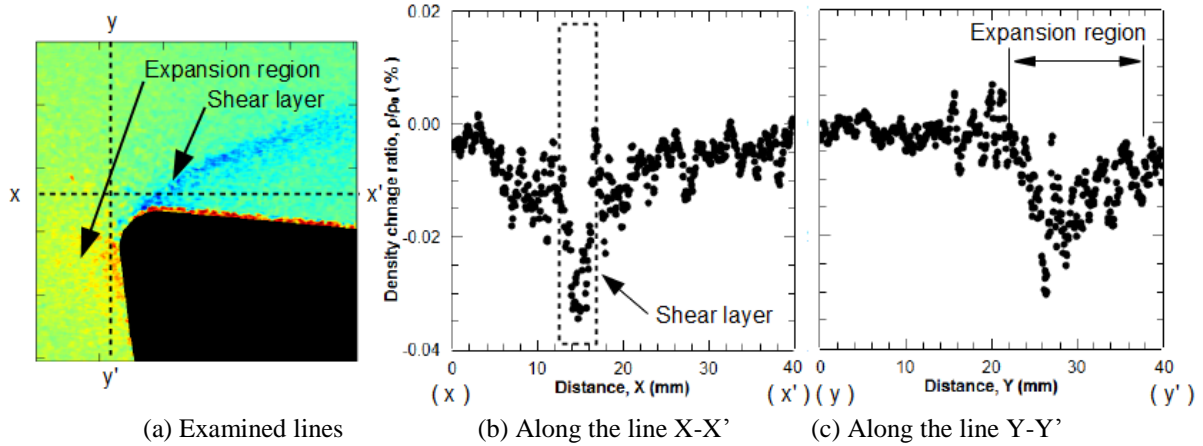 y
Expansion region
Shear layer
x
x'
y'
(a) Examined lines
Density chnage ratio, ρ/ρ₀ ( % )
0.02
0.00
-0.02
-0.04
Shear layer
0
10
20
30
40
( x )
Distance, X (mm)
( x' )
(b) Along the line X-X’
Expansion region
0
10
20
30
40
( y )
Distance, Y (mm)
( y' )
(c) Along the line Y-Y’